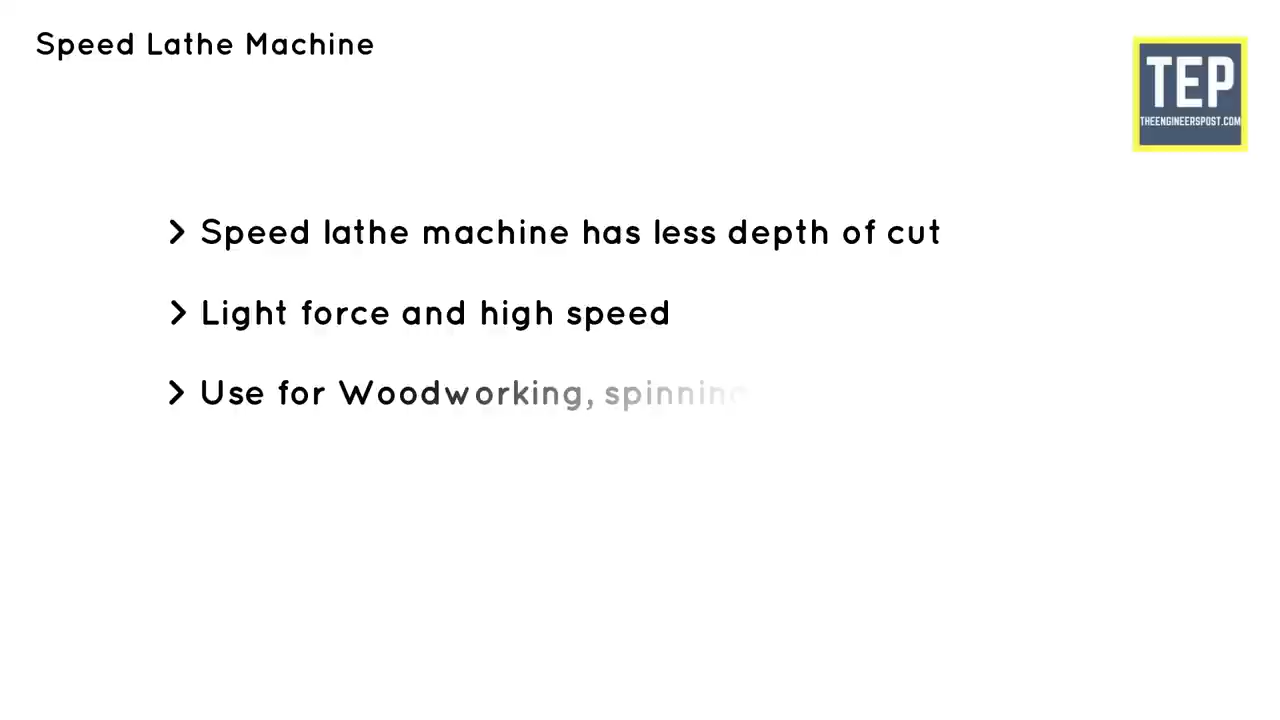 Speed Lathe Machine
TEP
THEENGINEERSPOST.COM
> Speed lathe machine has less depth of cut
> Light force and high speed
> Use for Woodworking, spinning